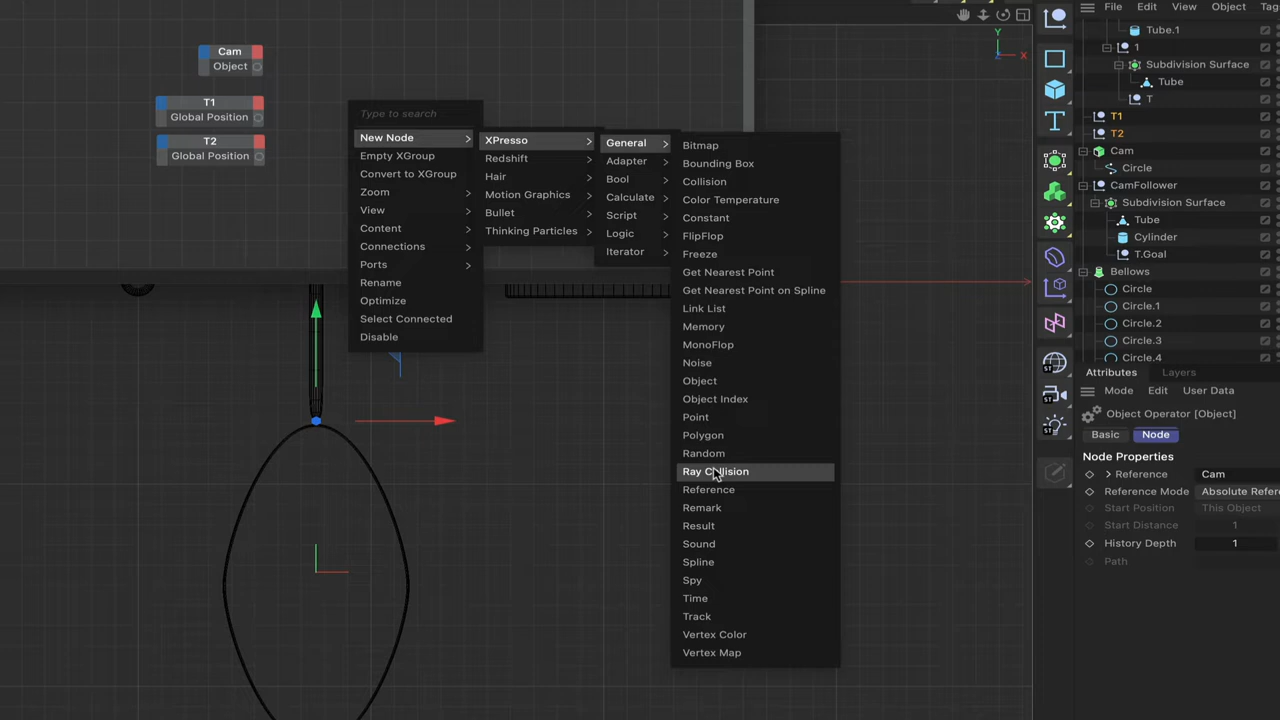 Cam
Object
T1
Global Position
T2
Global Position
Type to search
New Node
Empty XGroup
Convert to XGroup
Zoom
View
Content
Connections
Ports
Rename
Optimize
Select Connected
Disable
XPresso
Redshift
Hair
Motion Graphics
Bullet
Thinking Particles
General
Adapter
Bool
Calculate
Script
Logic
Iterator
Bitmap
Bounding Box
Collision
Color Temperature
Constant
FlipFlop
Freeze
Get Nearest Point
Get Nearest Point on Spline
Link List
Memory
MonoFlop
Noise
Object
Object Index
Point
Polygon
Random
Ray Collision
Reference
Remark
Result
Sound
Spline
Spy
Time
Track
Vertex Color
Vertex Map
Y
X
File Edit View Object Tag
Tube.1
1
Subdivision Surface
Tube
T
T1
T2
Cam
Circle
CamFollower
Subdivision Surface
Tube
Cylinder
T.Goal
Bellows
Circle
Circle.1
Circle.2
Circle.3
Circle.4
Attributes Layers
Mode Edit User Data
Object Operator [Object]
Basic Node
Node Properties
Reference Cam
Reference Mode Absolute Refer
Start Position This Object
Start Distance 1
History Depth 1
Path
ST
ST
ST